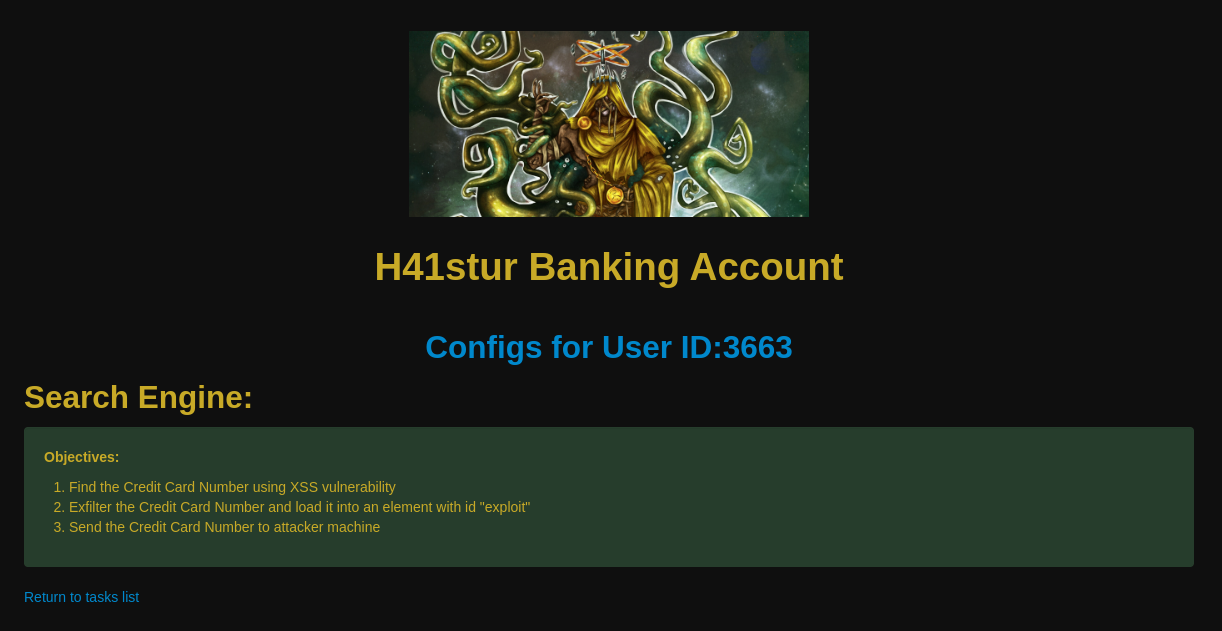 H41stur Banking Account
Configs for User ID:3663
Search Engine:
Objectives:
1. Find the Credit Card Number using XSS vulnerability
2. Exfilter the Credit Card Number and load it into an element with id "exploit"
3. Send the Credit Card Number to attacker machine
Return to tasks list